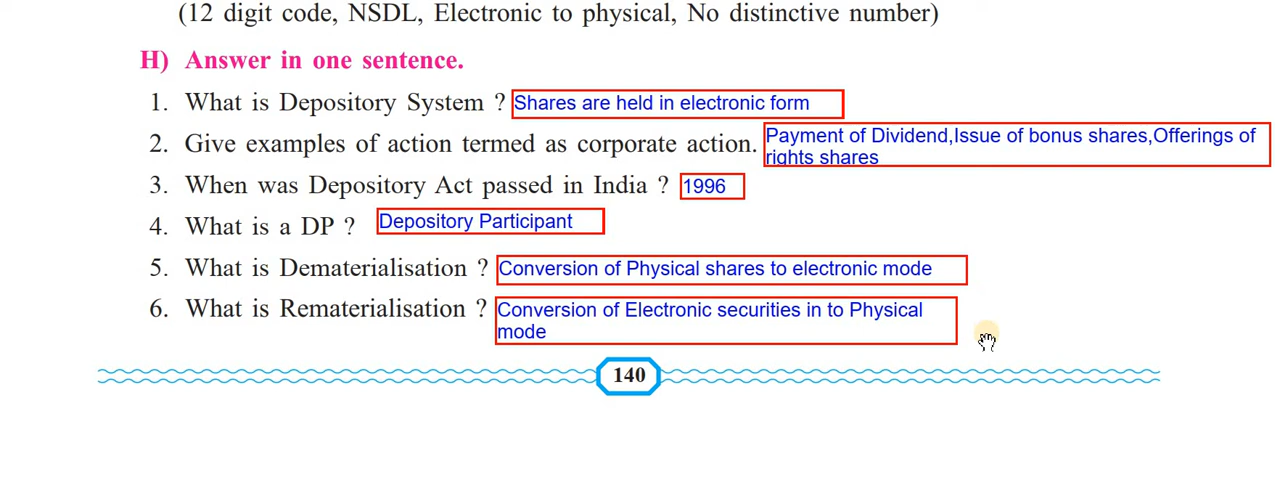 (12 digit code, NSDL, Electronic to physical, No distinctive number)
H) Answer in one sentence.
1. What is Depository System ? Shares are held in electronic form
2. Give examples of action termed as corporate action. Payment of Dividend,Issue of bonus shares,Offerings of
rights shares
3. When was Depository Act passed in India ? 1996
4. What is a DP ? Depository Participant
5. What is Dematerialisation ? Conversion of Physical shares to electronic mode
6. What is Rematerialisation ? Conversion of Electronic securities in to Physical
mode
140